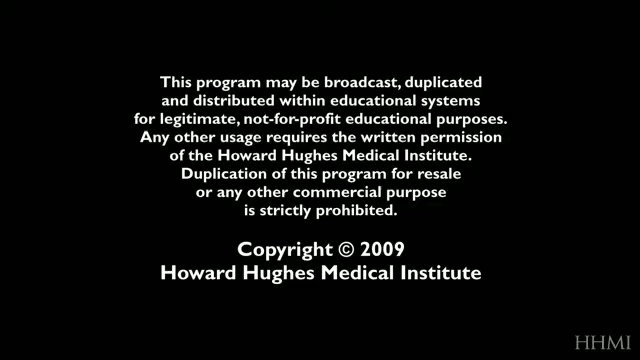 This program may be broadcast, duplicated
and distributed within educational systems
for legitimate, not-for-profit educational purposes.
Any other usage requires the written permission
of the Howard Hughes Medical Institute.
Duplication of this program for resale
or any other commercial purpose
is strictly prohibited.
Copyright © 2009
Howard Hughes Medical Institute
HHMI